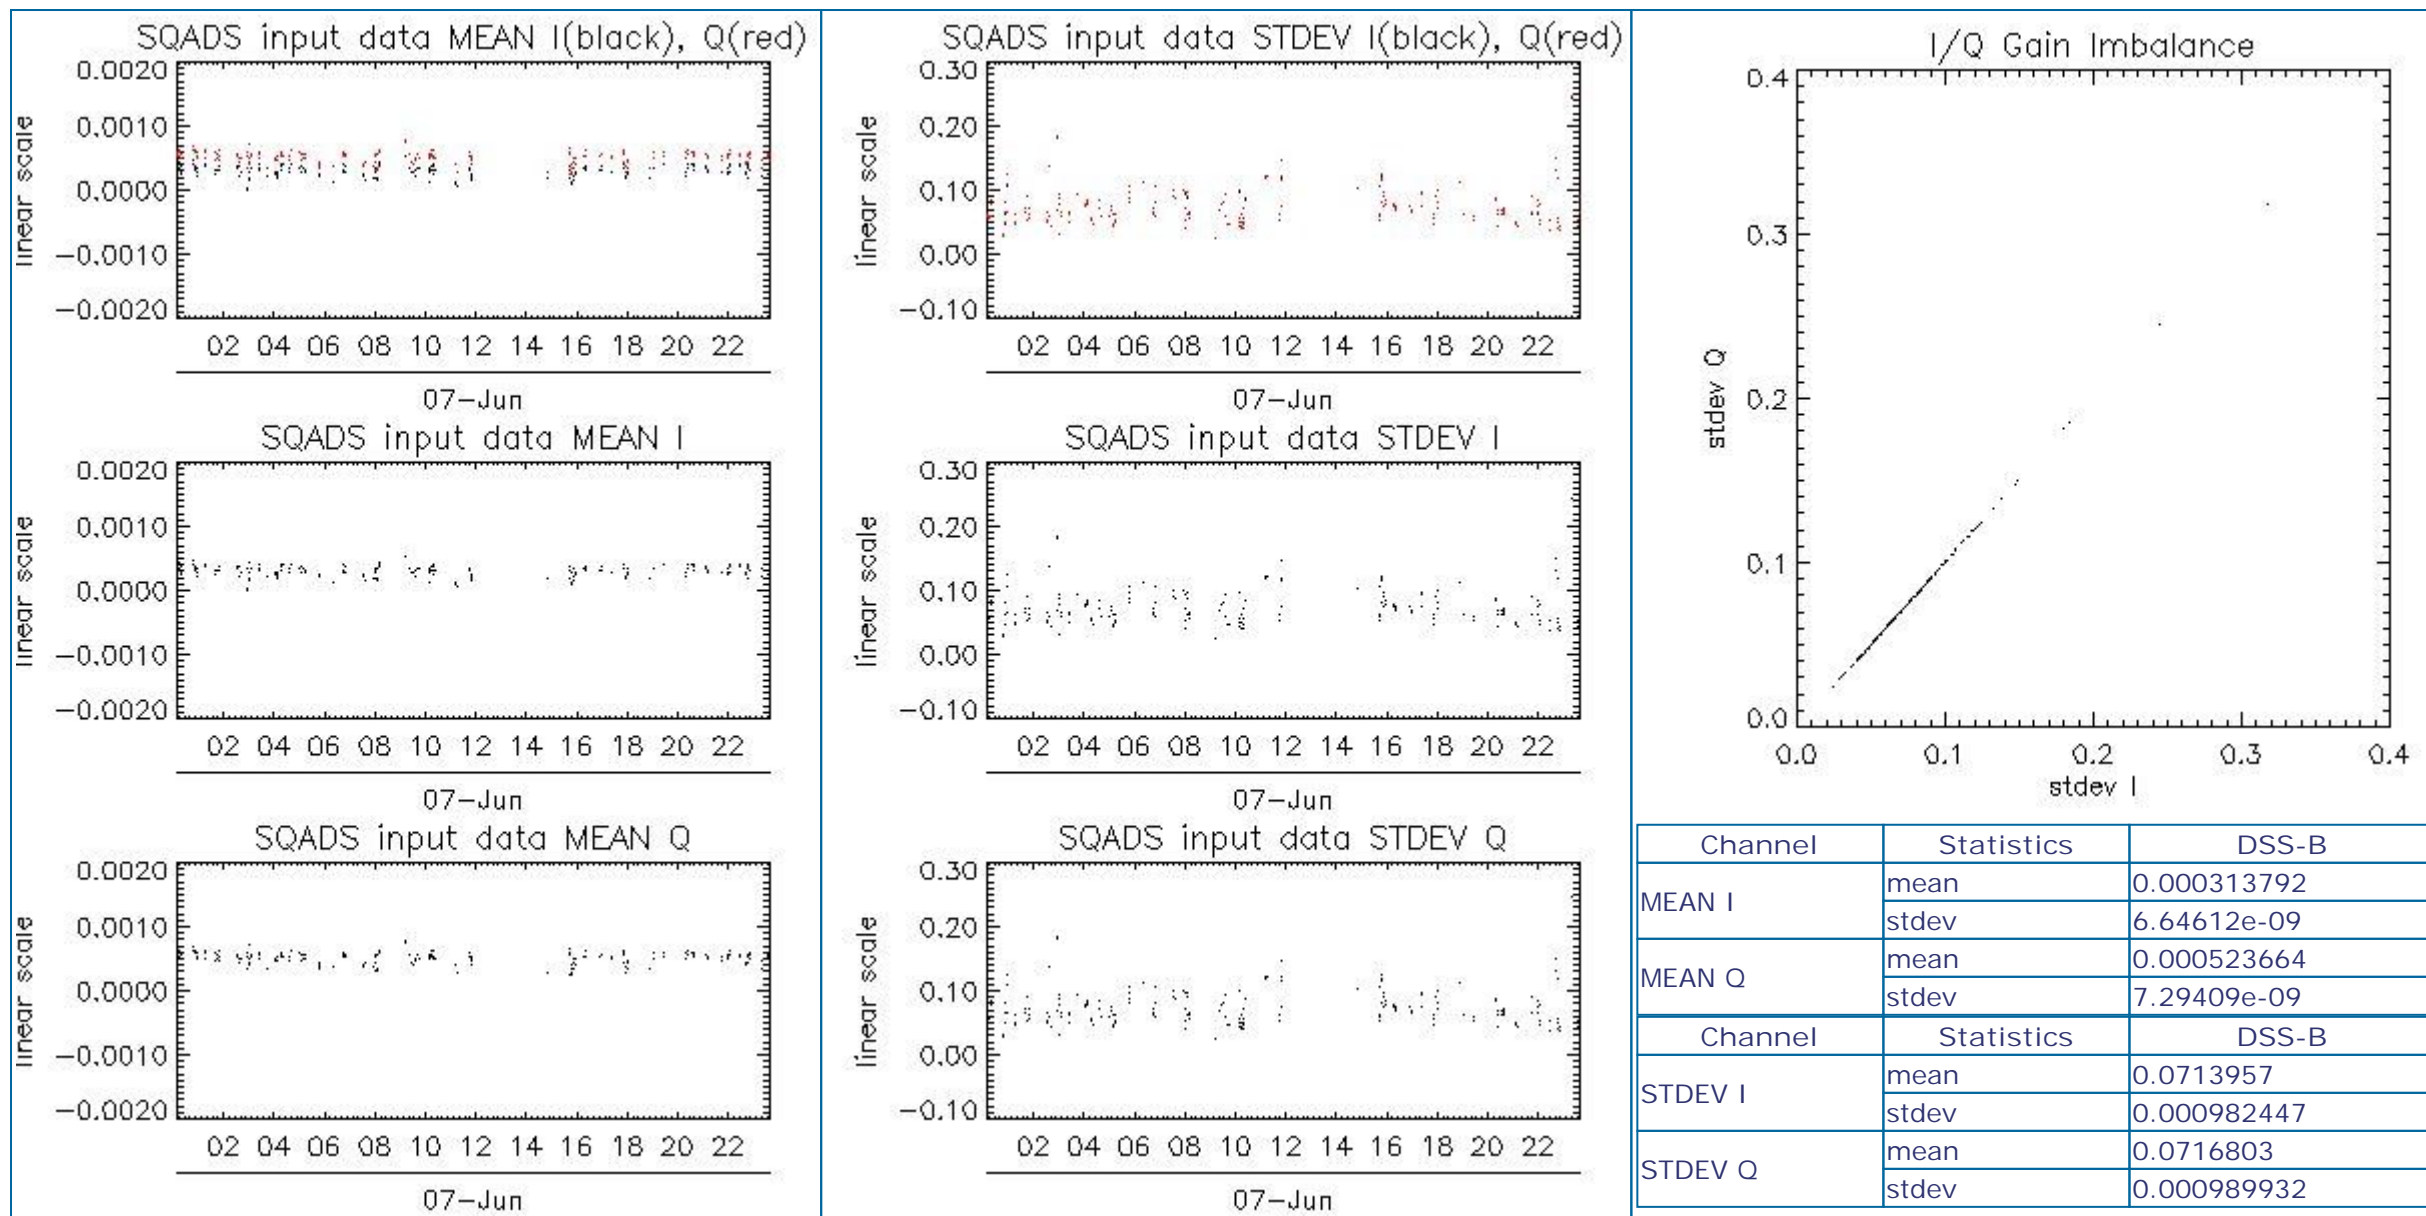 SQADS input data MEAN I(black), Q(red)
0.0020
0.0010
0.0000
−0.0010
−0.0020
linear scale
02 04 06 08 10 12 14 16 18 20 22
07−Jun
SQADS input data MEAN I
0.0020
0.0010
0.0000
−0.0010
−0.0020
linear scale
02 04 06 08 10 12 14 16 18 20 22
07−Jun
SQADS input data MEAN Q
0.0020
0.0010
0.0000
−0.0010
−0.0020
linear scale
02 04 06 08 10 12 14 16 18 20 22
07−Jun
SQADS input data STDEV I(black), Q(red)
0.30
0.20
0.10
0.00
−0.10
linear scale
02 04 06 08 10 12 14 16 18 20 22
07−Jun
SQADS input data STDEV I
0.30
0.20
0.10
0.00
−0.10
linear scale
02 04 06 08 10 12 14 16 18 20 22
07−Jun
SQADS input data STDEV Q
0.30
0.20
0.10
0.00
−0.10
linear scale
02 04 06 08 10 12 14 16 18 20 22
07−Jun
I/Q Gain Imbalance
0.4
0.3
0.2
0.1
0.0
stdev Q
0.0 0.1 0.2 0.3 0.4
stdev I
Channel Statistics DSS-B
MEAN I mean 0.000313792
stdev 6.64612e-09
MEAN Q mean 0.000523664
stdev 7.29409e-09
Channel Statistics DSS-B
STDEV I mean 0.0713957
stdev 0.000982447
STDEV Q mean 0.0716803
stdev 0.000989932